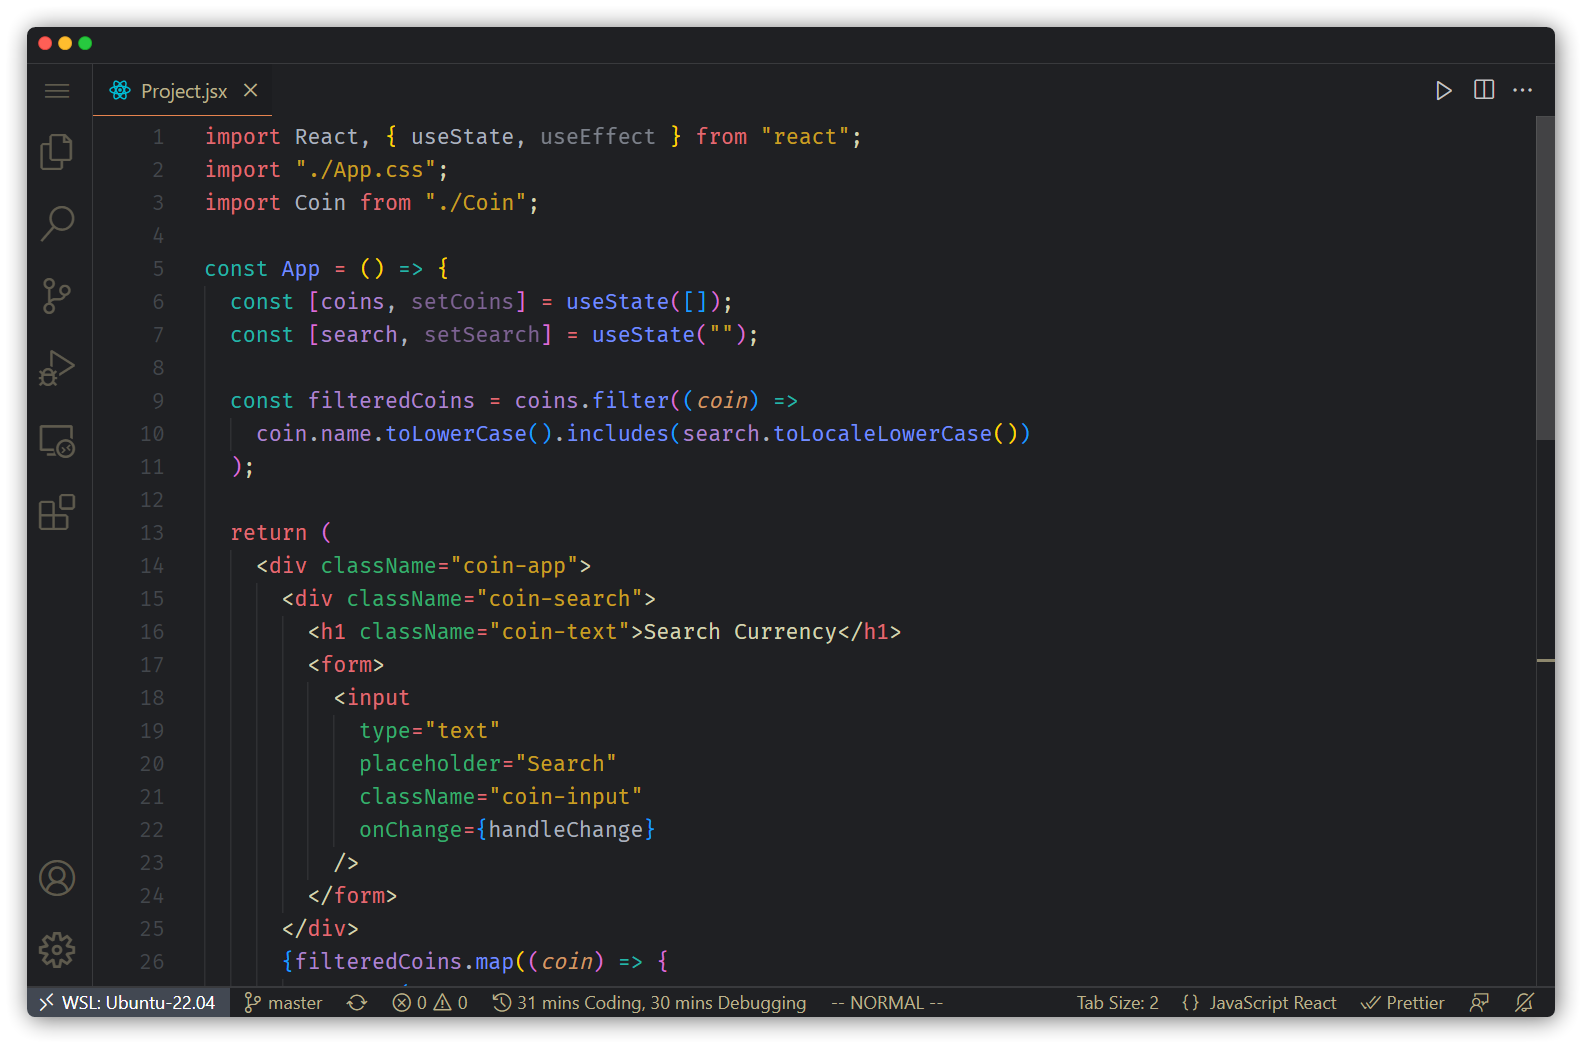 Project.jsx
1 import React, { useState, useEffect } from "react";
2 import "./App.css";
3 import Coin from "./Coin";
4
5 const App = () => {
6   const [coins, setCoins] = useState([]);
7   const [search, setSearch] = useState("");
8
9   const filteredCoins = coins.filter((coin) =>
10     coin.name.toLowerCase().includes(search.toLocaleLowerCase())
11   );
12
13   return (
14     <div className="coin-app">
15       <div className="coin-search">
16         <h1 className="coin-text">Search Currency</h1>
17         <form>
18           <input
19             type="text"
20             placeholder="Search"
21             className="coin-input"
22             onChange={handleChange}
23           />
24         </form>
25       </div>
26       {filteredCoins.map((coin) => {
WSL: Ubuntu-22.04 master 0 0 31 mins Coding, 30 mins Debugging -- NORMAL -- Tab Size: 2 {} JavaScript React Prettier